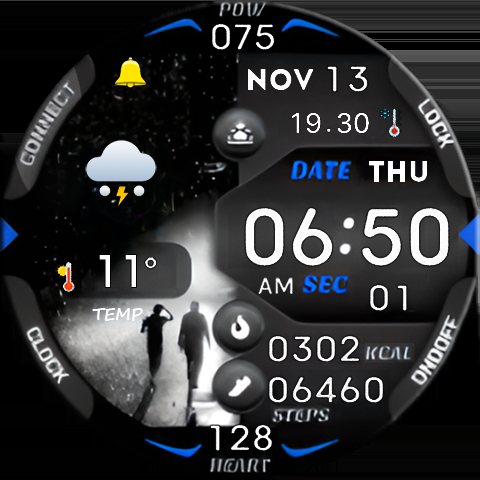 POW
075
CONNECT
LOCK
NOV 13
19.30
DATE THU
06:50
AM SEC 01
11°
TEMP
CLOCK
ONOOFF
0302 KCAL
06460
STEPS
128
HEART